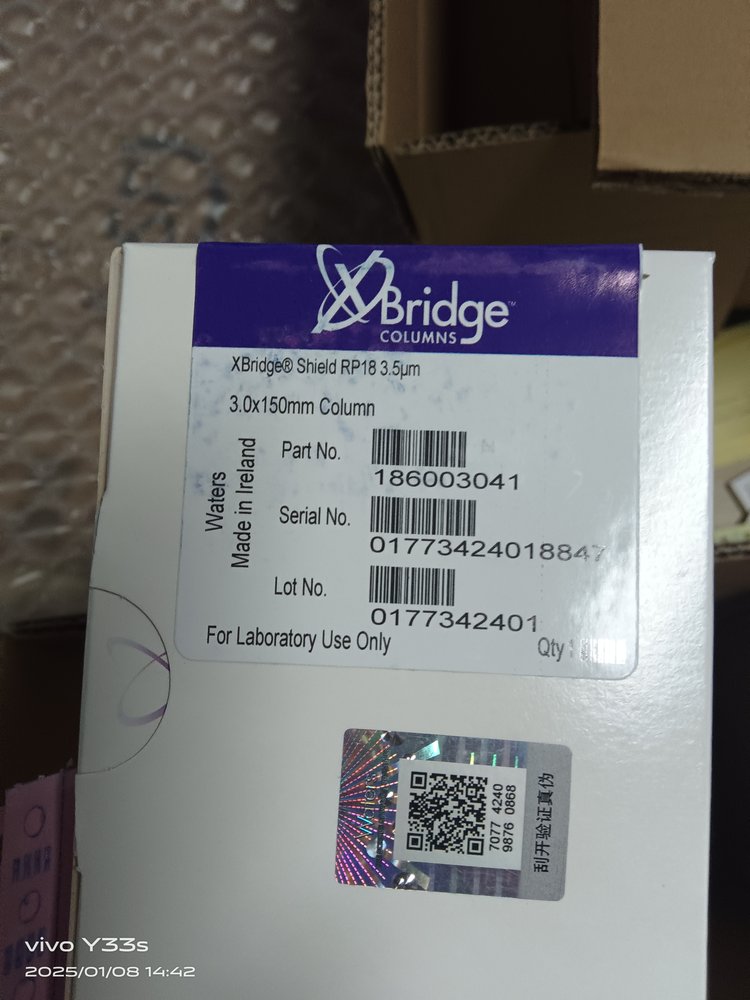 XBridge™
COLUMNS
XBridge® Shield RP18 3.5µm
3.0x150mm Column
Waters
Made in Ireland
Part No.
186003041
Serial No.
01773424018847
Lot No.
0177342401
For Laboratory Use Only
Qty :
7077 4240
9876 0868
刮开验证真伪
vivo Y33s
2025/01/08 14:42